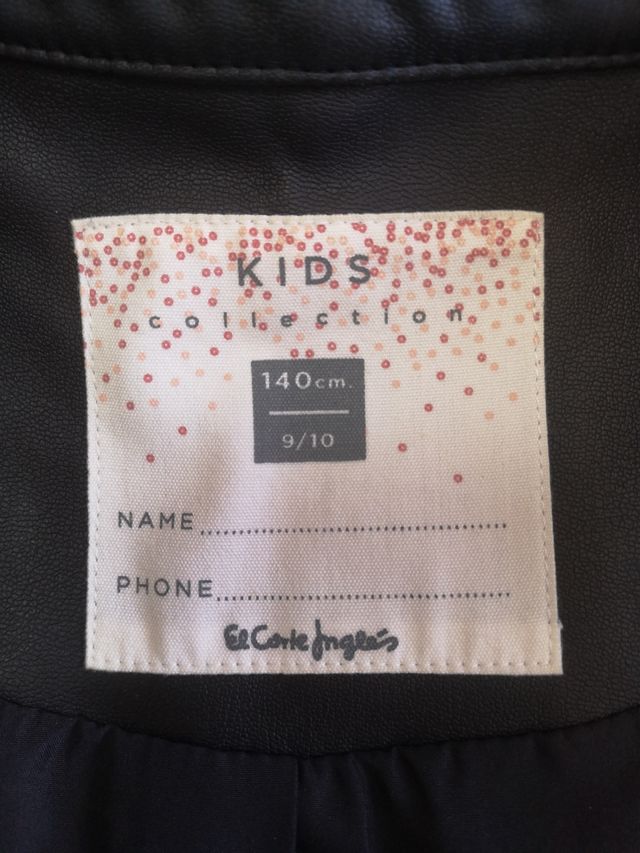 KIDS
collection
140cm.
9/10
NAME
PHONE
El Corte Inglés